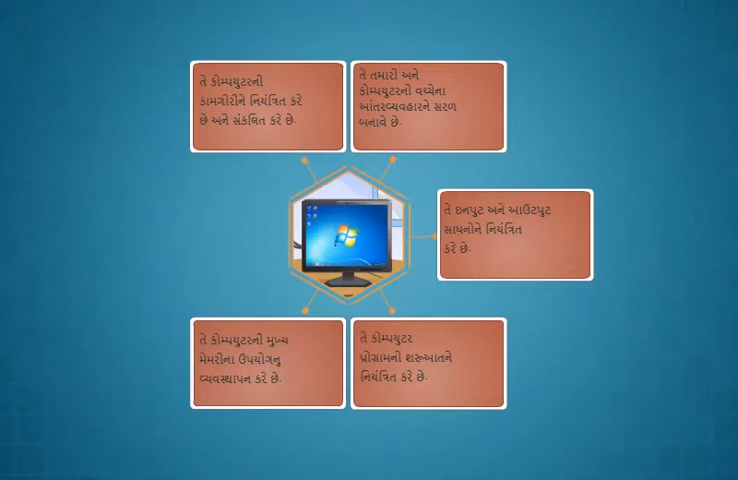 તે કોમ્પ્યુટરની
કામગીરીને નિયંત્રિત કરે
છે અને સંકલિત કરે છે.
તે તમારી અને
કોમ્પ્યુટરની વચ્ચેના
આંતરવ્યવહારને સરળ
બનાવે છે.
તે ઇનપુટ અને આઉટપુટ
સાધનોને નિયંત્રિત
કરે છે.
તે કોમ્પ્યુટરની મુખ્ય
મેમરીના ઉપયોગનુ
વ્યવસ્થાપન કરે છે.
તે કોમ્પ્યુટર
પ્રોગ્રામની શરૂઆતને
નિયંત્રિત કરે છે.